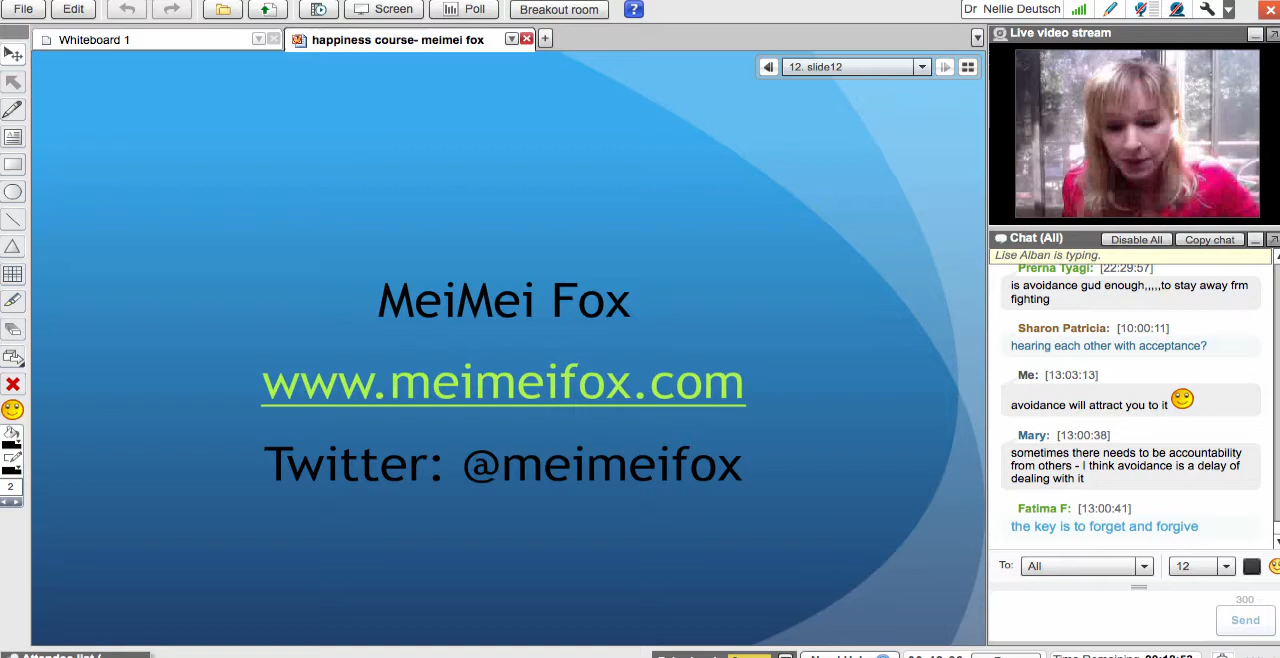 File Edit Screen Poll Breakout room ? Dr Nellie Deutsch
Whiteboard 1 happiness course- meimei fox +
12. slide12
MeiMei Fox
www.meimeifox.com
Twitter: @meimeifox
2
Live video stream
Chat (All) Disable All Copy chat
Lise Alban is typing.
Prerna Tyagi: [22:29:57]
is avoidance gud enough,,,,,to stay away frm
fighting
Sharon Patricia: [10:00:11]
hearing each other with acceptance?
Me: [13:03:13]
avoidance will attract you to it
Mary: [13:00:38]
sometimes there needs to be accountability
from others - I think avoidance is a delay of
dealing with it
Fatima F: [13:00:41]
the key is to forget and forgive
To: All 12
300
Send
Attendee list (
Time Remaining